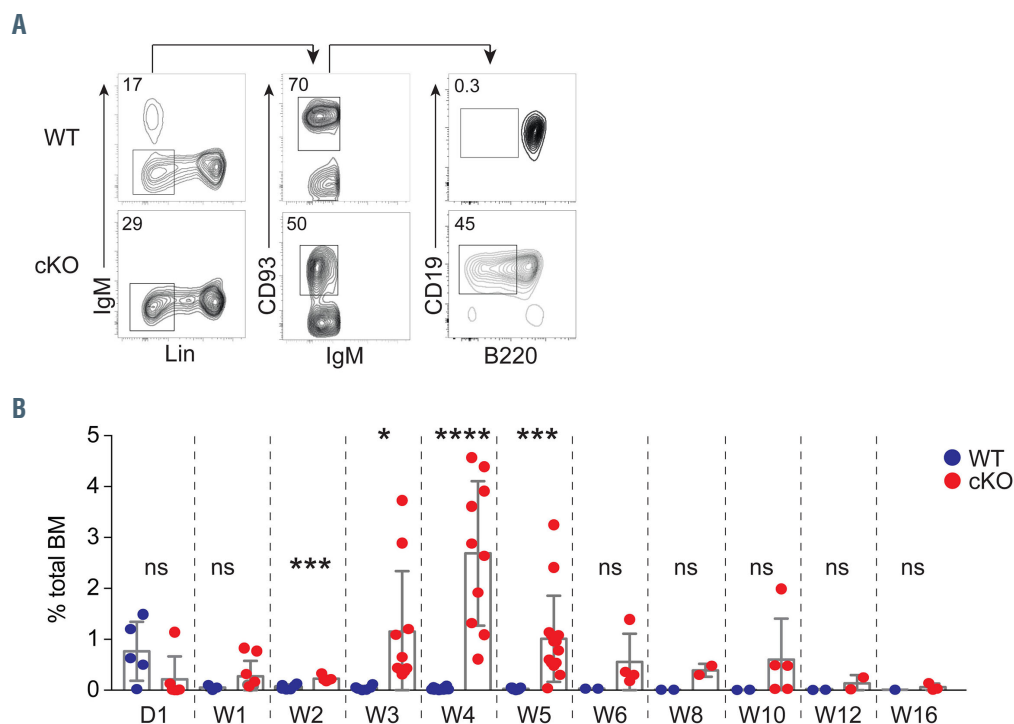 A
17
70
0.3
WT
29
50
45
cKO
IgM
CD93
CD19
Lin
IgM
B220
B
5
4
3
2
1
0
% total BM
ns
ns
***
*
****
***
ns
ns
ns
ns
ns
WT
cKO
D1 W1 W2 W3 W4 W5 W6 W8 W10 W12 W16